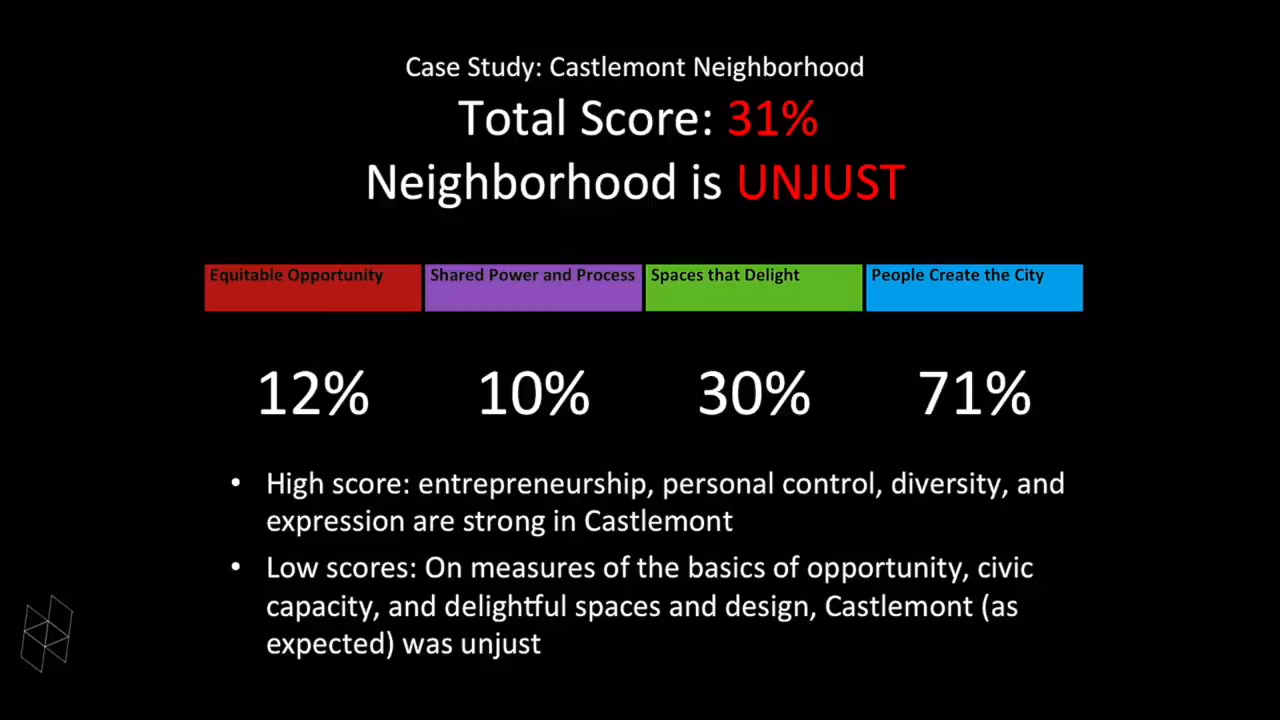 Case Study: Castlemont Neighborhood
Total Score: 31%
Neighborhood is UNJUST
Equitable Opportunity
Shared Power and Process
Spaces that Delight
People Create the City
12%
10%
30%
71%
• High score: entrepreneurship, personal control, diversity, and
expression are strong in Castlemont
• Low scores: On measures of the basics of opportunity, civic
capacity, and delightful spaces and design, Castlemont (as
expected) was unjust